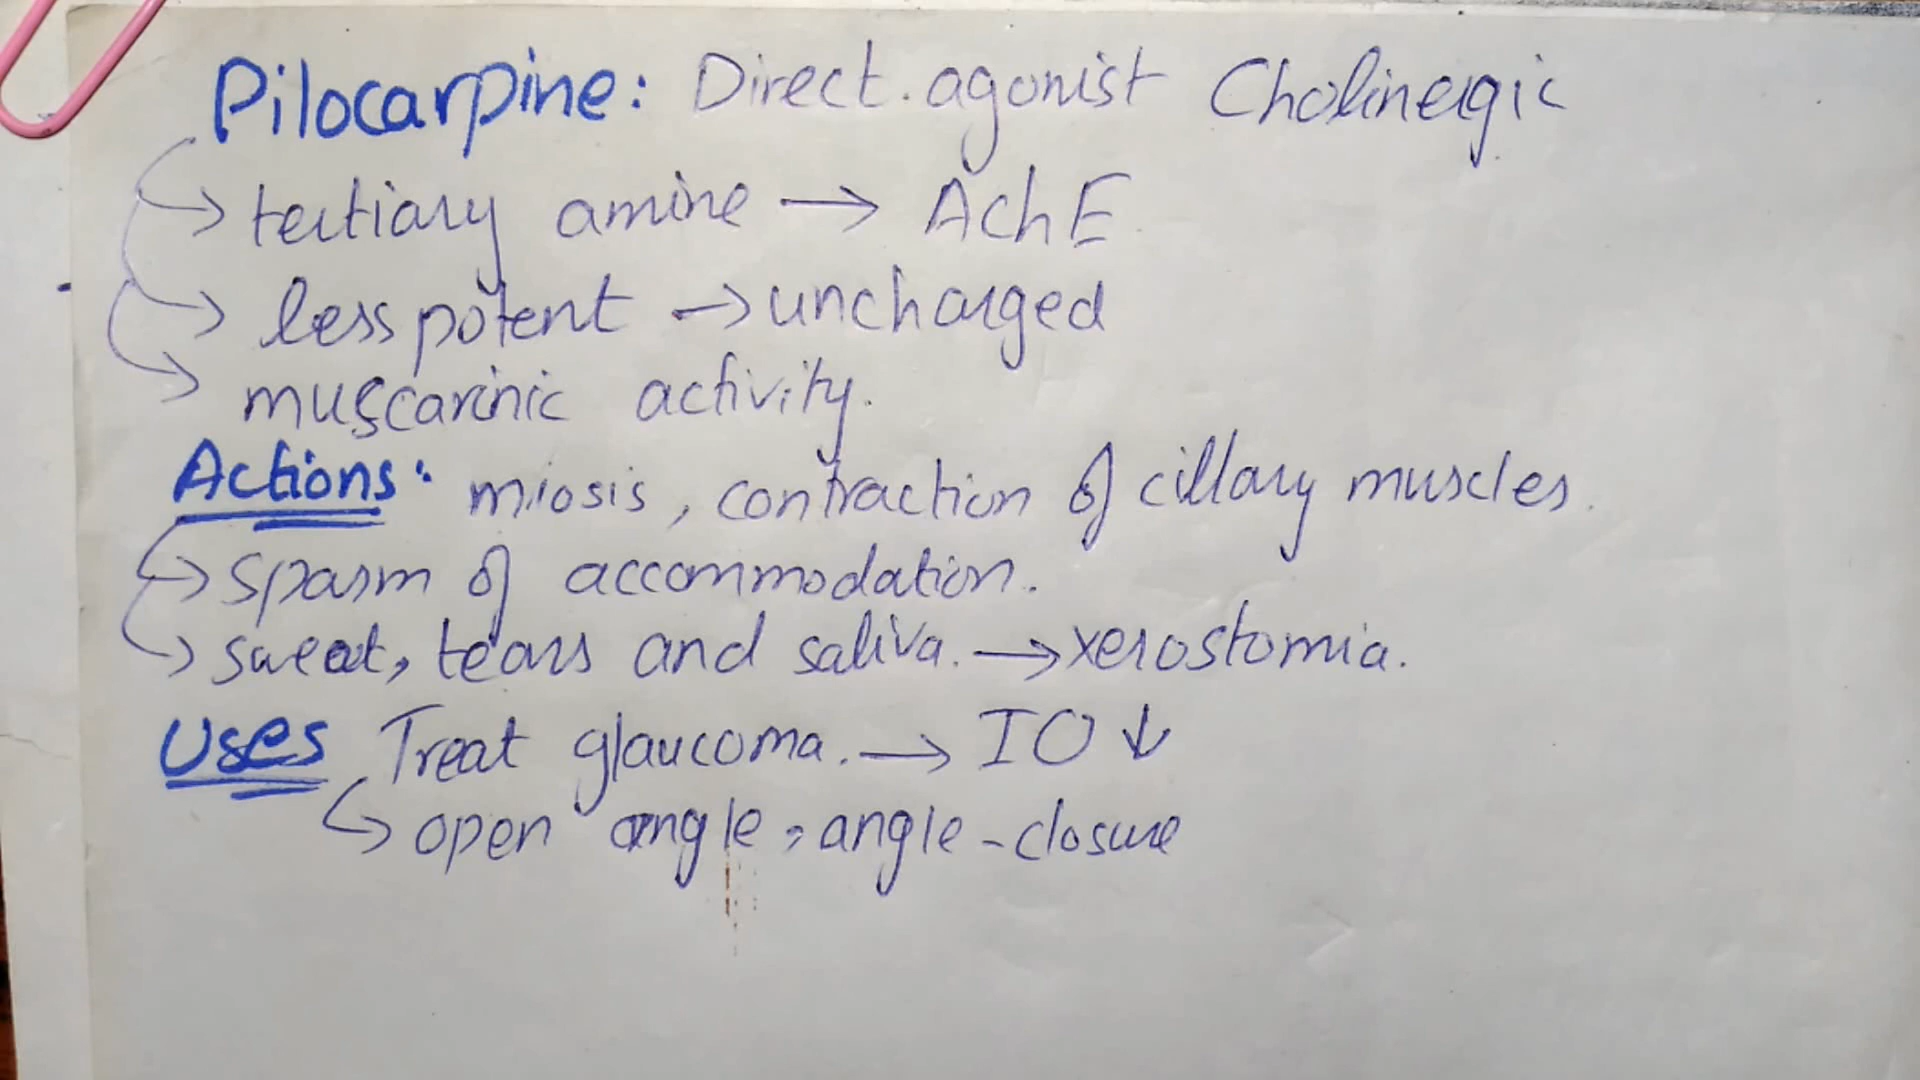 Pilocarpine: Direct. agonist Cholinergic
→ tertiary amine → AchE
→ less potent → uncharged
→ muscarinic activity.
Actions: miosis, contraction of cillary muscles.
→ spasm of accommodation.
→ sweat, tears and saliva. → xerostomia.
Uses Treat glaucoma. → IO ↓
→ open angle, angle-closure